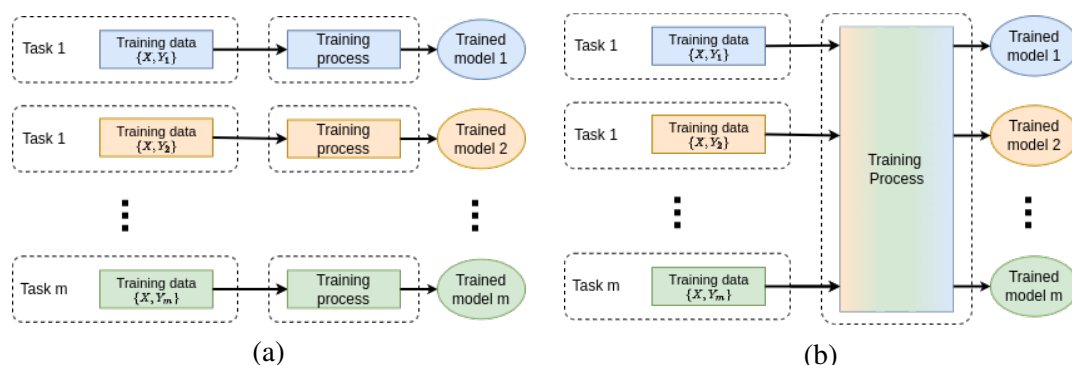 Task 1
Training data
{X, Y₁}
Training
process
Trained
model 1
Task 1
Training data
{X, Y₂}
Training
process
Trained
model 2
Task m
Training data
{X, Yₘ}
Training
process
Trained
model m
(a)
Task 1
Training data
{X, Y₁}
Trained
model 1
Task 1
Training data
{X, Y₂}
Training
Process
Trained
model 2
Task m
Training data
{X, Yₘ}
Trained
model m
(b)